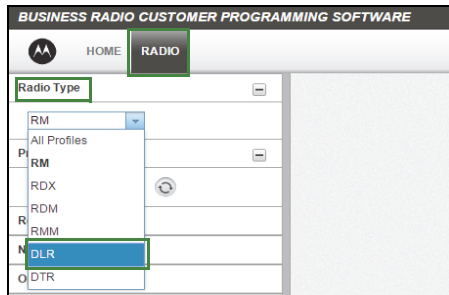 BUSINESS RADIO CUSTOMER PROGRAMMING SOFTWARE
HOME RADIO
Radio Type
RM
All Profiles
P
RM
RDX
RDM
R
RMM
N
DLR
O
DTR